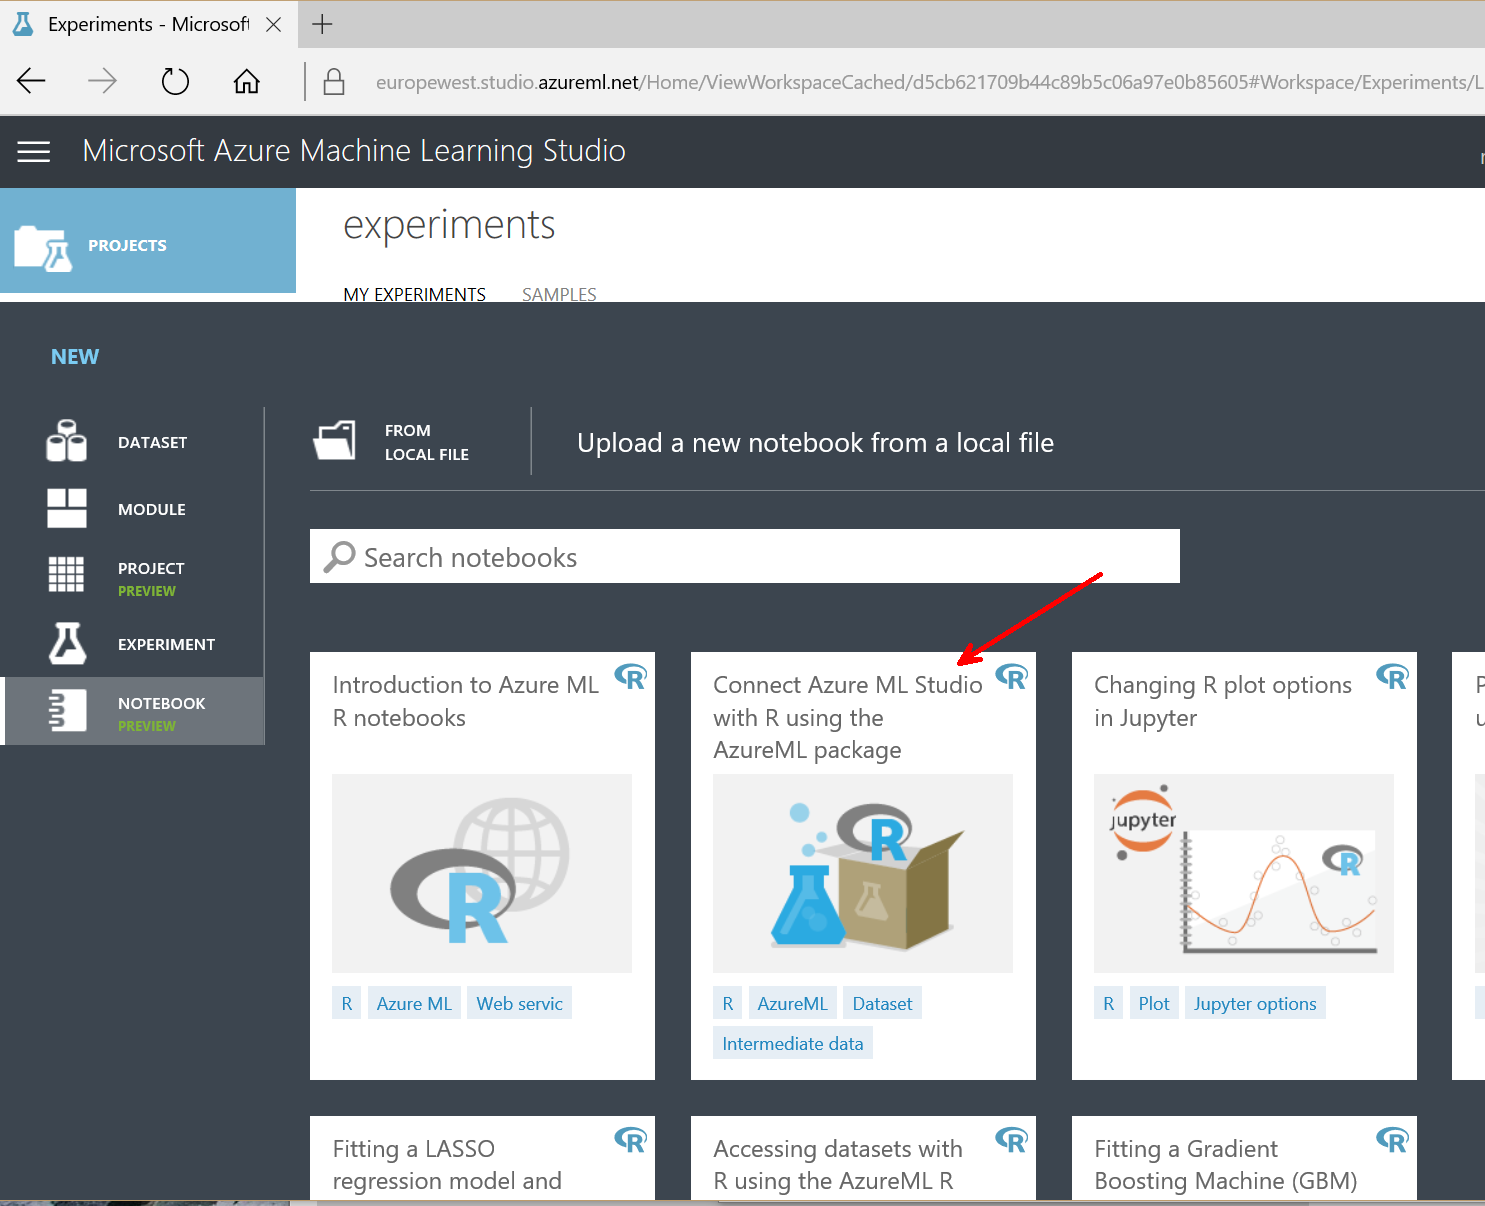 Experiments - Microsoft
europewest.studio.azureml.net/Home/ViewWorkspaceCached/d5cb621709b44c89b5c06a97e0b85605#Workspace/Experiments/L
Microsoft Azure Machine Learning Studio
PROJECTS
experiments
MY EXPERIMENTS SAMPLES
NEW
DATASET
MODULE
PROJECT
PREVIEW
EXPERIMENT
NOTEBOOK
PREVIEW
FROM
LOCAL FILE
Upload a new notebook from a local file
Search notebooks
Introduction to Azure ML
R notebooks
R
R
R Azure ML Web servic
Connect Azure ML Studio
with R using the
AzureML package
R
R
R AzureML Dataset
Intermediate data
Changing R plot options
in Jupyter
R
jupyter
R
R Plot Jupyter options
P
Fitting a LASSO
regression model and
R
Accessing datasets with
R using the AzureML R
R
Fitting a Gradient
Boosting Machine (GBM)
R